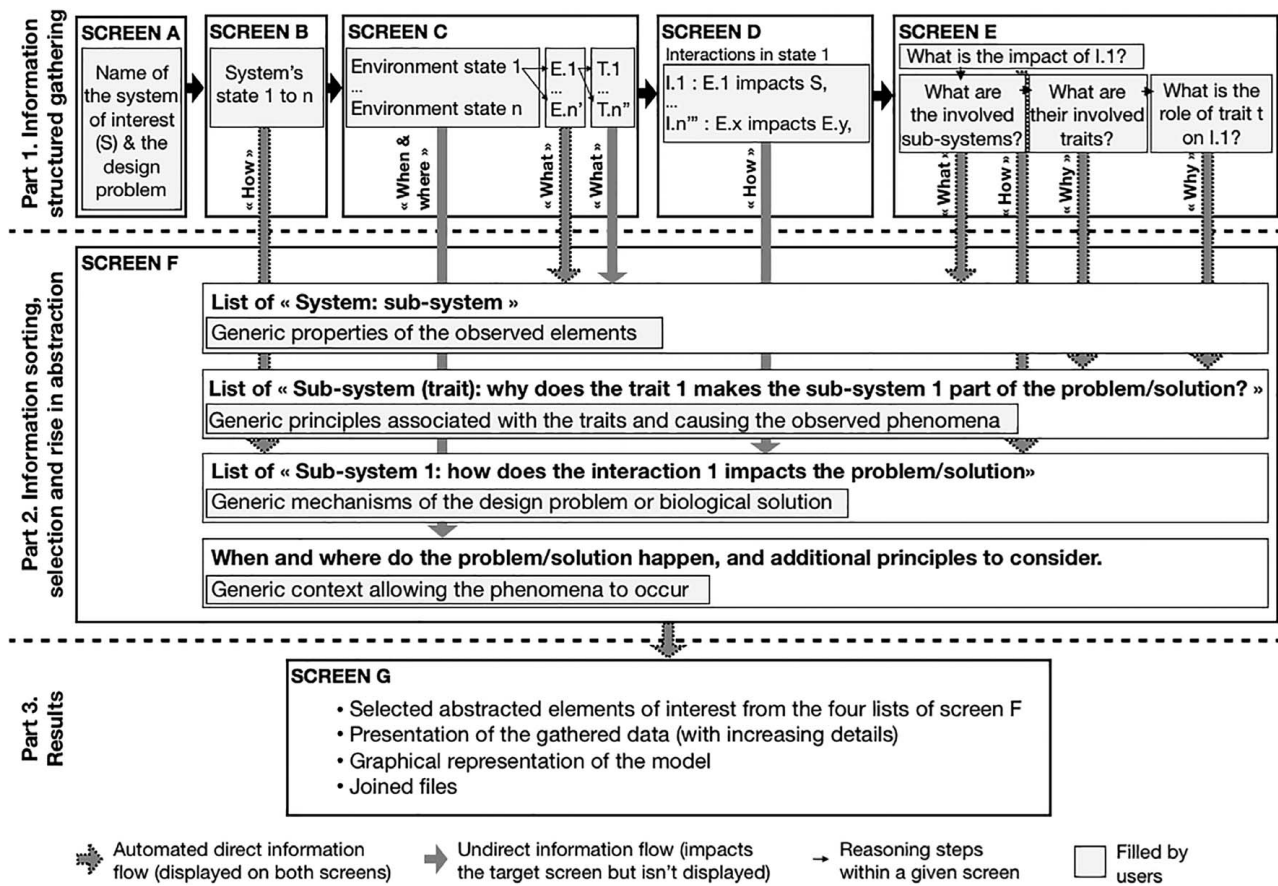 Part 1. Information
structured gathering
SCREEN A
Name of
the system
of interest
(S) & the
design
problem
SCREEN B
System's
state 1 to n
« How »
SCREEN C
Environment state 1
...
Environment state n
E.1
...
E.n'
T.1
...
T.n"
« When &
where »
« What »
« What »
SCREEN D
Interactions in state 1
I.1 : E.1 impacts S,
...
I.n"' : E.x impacts E.y,
« How »
SCREEN E
What is the impact of I.1?
What are
the involved
sub-systems?
What are
their involved
traits?
What is the
role of trait t
on I.1?
« What »
« How »
« Why »
« Why »
Part 2. Information sorting,
selection and rise in abstraction
SCREEN F
List of « System: sub-system »
Generic properties of the observed elements
List of « Sub-system (trait): why does the trait 1 makes the sub-system 1 part of the problem/solution? »
Generic principles associated with the traits and causing the observed phenomena
List of « Sub-system 1: how does the interaction 1 impacts the problem/solution»
Generic mechanisms of the design problem or biological solution
When and where do the problem/solution happen, and additional principles to consider.
Generic context allowing the phenomena to occur
Part 3.
Results
SCREEN G
• Selected abstracted elements of interest from the four lists of screen F
• Presentation of the gathered data (with increasing details)
• Graphical representation of the model
• Joined files
Automated direct information
flow (displayed on both screens)
Undirect information flow (impacts
the target screen but isn't displayed)
Reasoning steps
within a given screen
Filled by
users